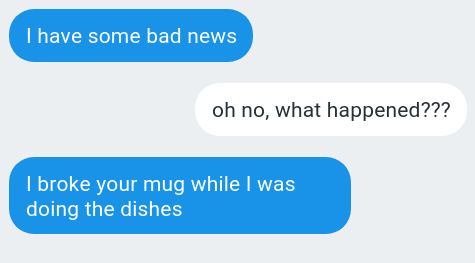 I have some bad news
oh no, what happened???
I broke your mug while I was
doing the dishes